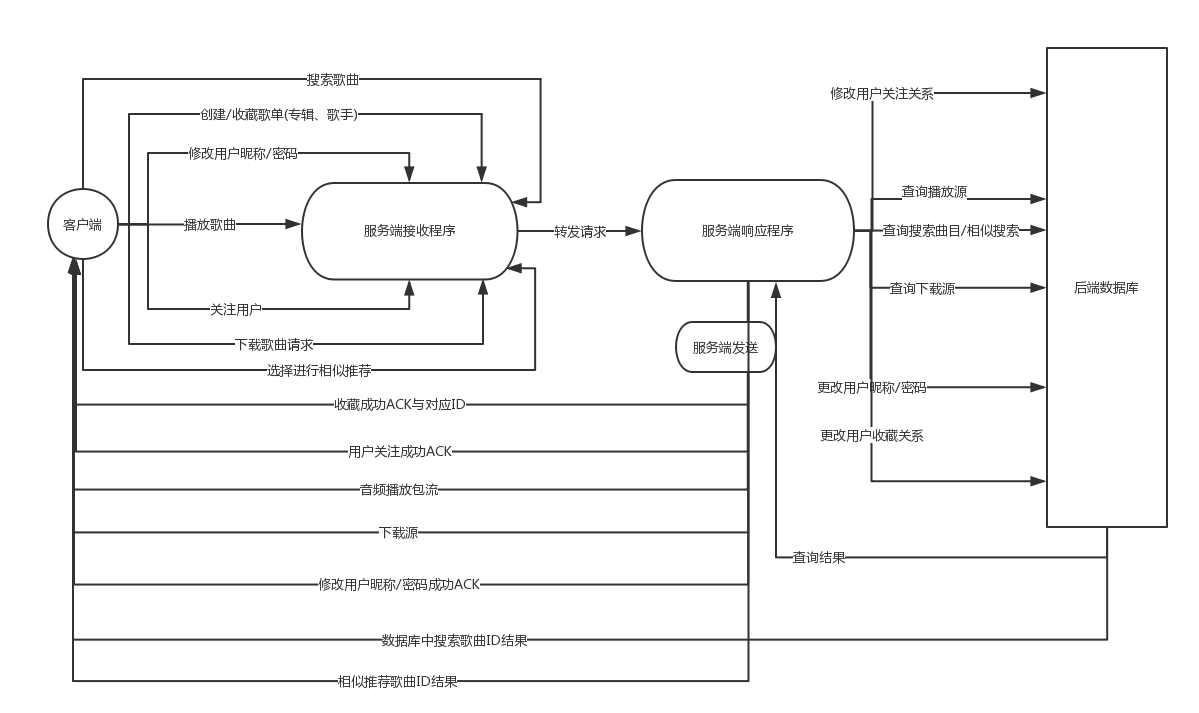 搜索歌曲
修改用户关注关系
创建/收藏歌单(专辑、歌手)
修改用户昵称/密码
查询播放源
客户端
播放歌曲
服务端接收程序
转发请求
服务端响应程序
查询搜索曲目/相似搜索
查询下载源
后端数据库
关注用户
下载歌曲请求
服务端发送
选择进行相似推荐
更改用户昵称/密码
收藏成功ACK与对应ID
更改用户收藏关系
用户关注成功ACK
音频播放包流
下载源
查询结果
修改用户昵称/密码成功ACK
数据库中搜索歌曲ID结果
相似推荐歌曲ID结果